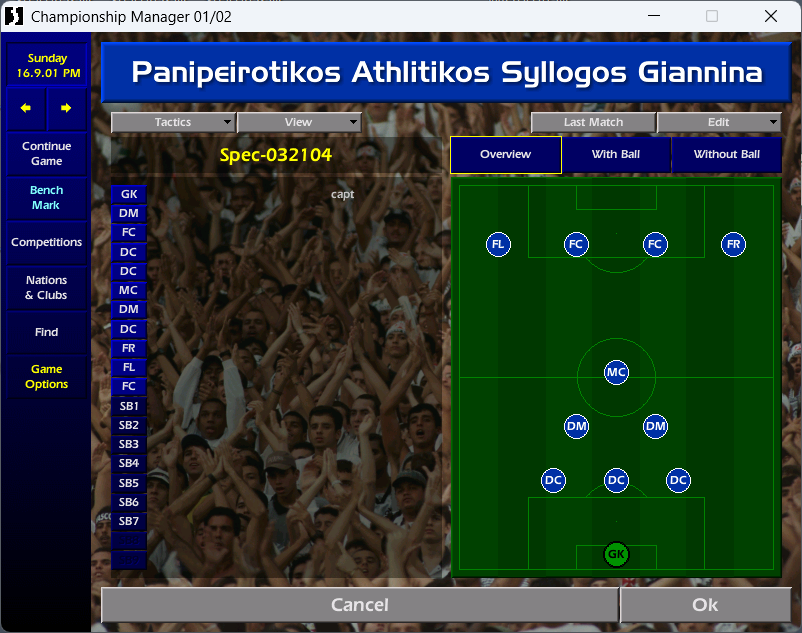 Championship Manager 01/02
Sunday
16.9.01 PM
Continue
Game
Bench
Mark
Competitions
Nations
& Clubs
Find
Game
Options
Panipeirotikos Athlitikos Syllogos Giannina
Tactics View Last Match Edit
Spec-032104
Overview With Ball Without Ball
GK capt
DM
FC
DC
DC
MC
DM
DC
FR
FL
FC
SB1
SB2
SB3
SB4
SB5
SB6
SB7
FL FC FC FR
MC
DM DM
DC DC DC
GK
Cancel Ok